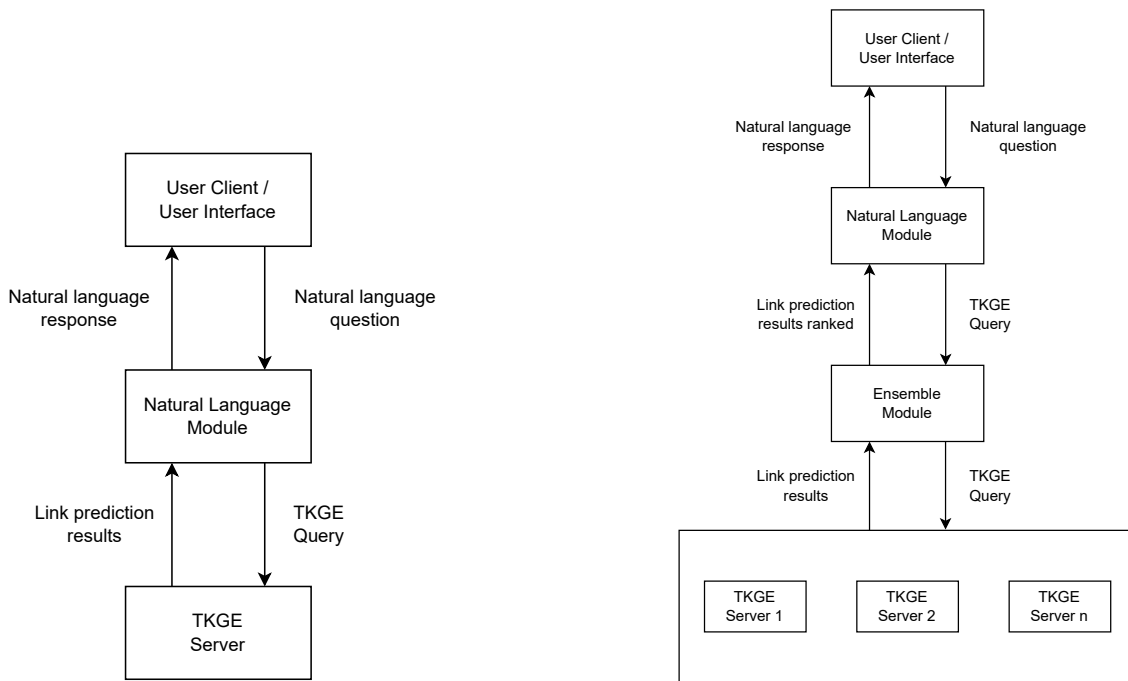 User Client /
User Interface
Natural language
response
Natural language
question
Natural Language
Module
Link prediction
results
TKGE
Query
TKGE
Server
User Client /
User Interface
Natural language
response
Natural language
question
Natural Language
Module
Link prediction
results ranked
TKGE
Query
Ensemble
Module
Link prediction
results
TKGE
Query
TKGE
Server 1
TKGE
Server 2
TKGE
Server n